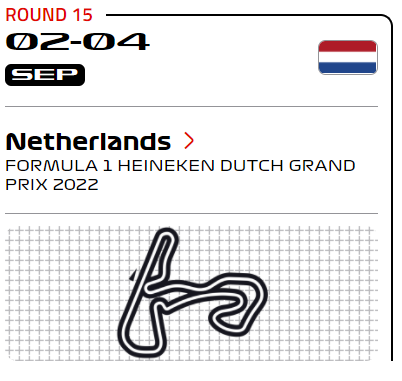 ROUND 15
02-04
SEP
Netherlands
FORMULA 1 HEINEKEN DUTCH GRAND
PRIX 2022